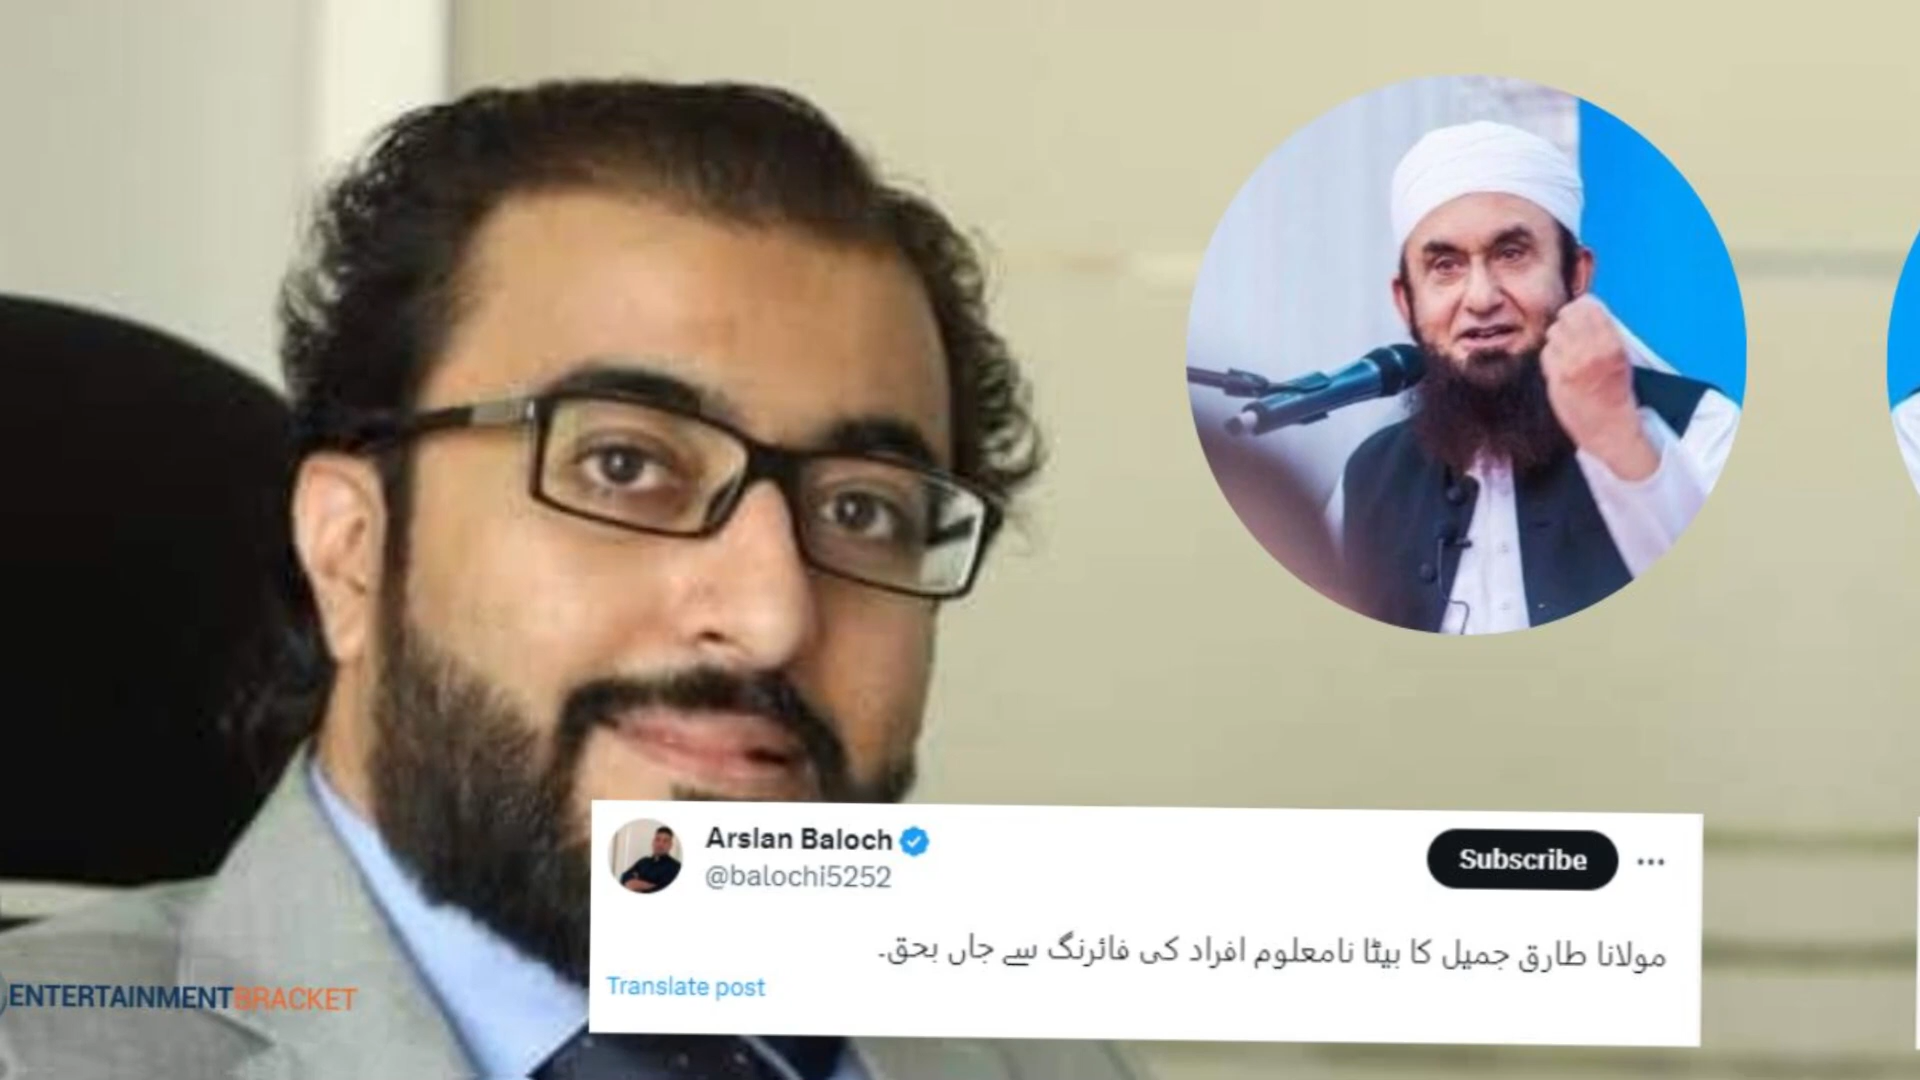 Arslan Baloch
@balochi5252
Subscribe
مولانا طارق جمیل کا بیٹا نامعلوم افراد کی فائرنگ سے جاں بحق۔
Translate post
ENTERTAINMENTBRACKET